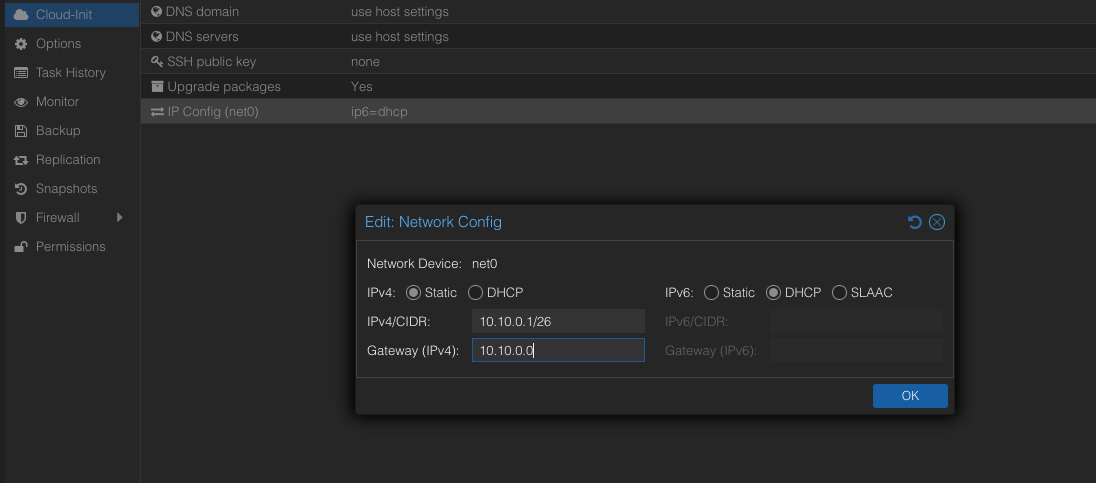 Cloud-Init
Options
Task History
Monitor
Backup
Replication
Snapshots
Firewall
Permissions
DNS domain use host settings
DNS servers use host settings
SSH public key none
Upgrade packages Yes
IP Config (net0) ip6=dhcp
Edit: Network Config
Network Device: net0
IPv4: Static DHCP IPv6: Static DHCP SLAAC
IPv4/CIDR: 10.10.0.1/26 IPv6/CIDR:
Gateway (IPv4): 10.10.0.0 Gateway (IPv6):
OK